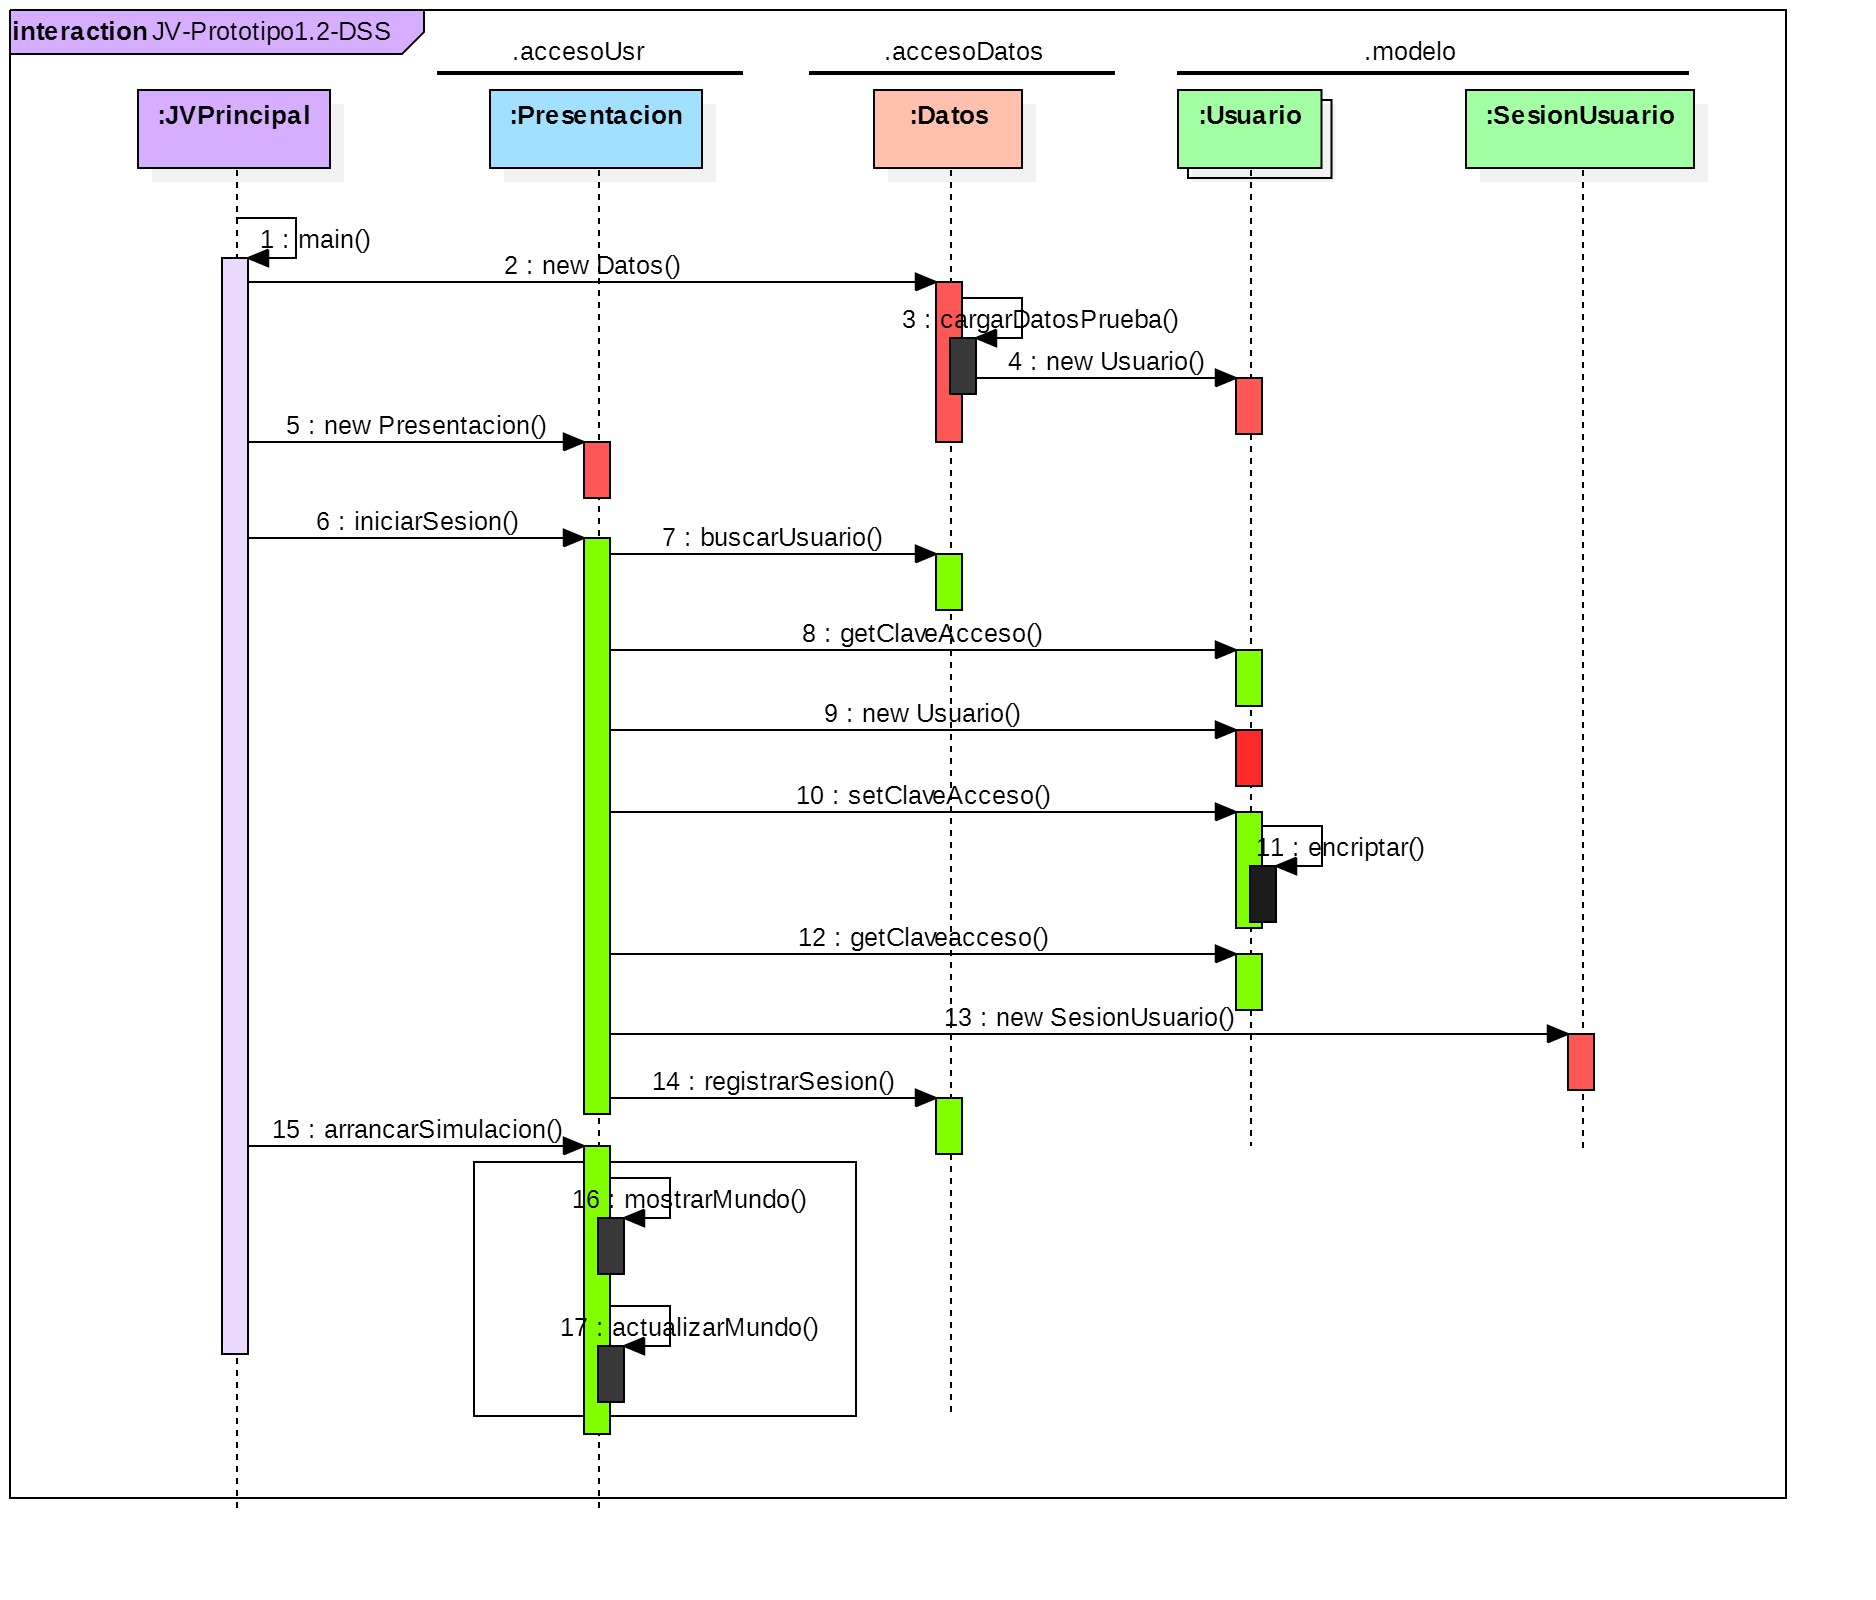 interaction JV-Prototipo1.2-DSS
.accesoUsr
.accesoDatos
.modelo
:JVPrincipal
:Presentacion
:Datos
:Usuario
:SesionUsuario
1 : main()
2 : new Datos()
3 : cargarDatosPrueba()
4 : new Usuario()
5 : new Presentacion()
6 : iniciarSesion()
7 : buscarUsuario()
8 : getClaveAcceso()
9 : new Usuario()
10 : setClaveAcceso()
11 : encriptar()
12 : getClaveacceso()
13 : new SesionUsuario()
14 : registrarSesion()
15 : arrancarSimulacion()
16 : mostrarMundo()
17 : actualizarMundo()